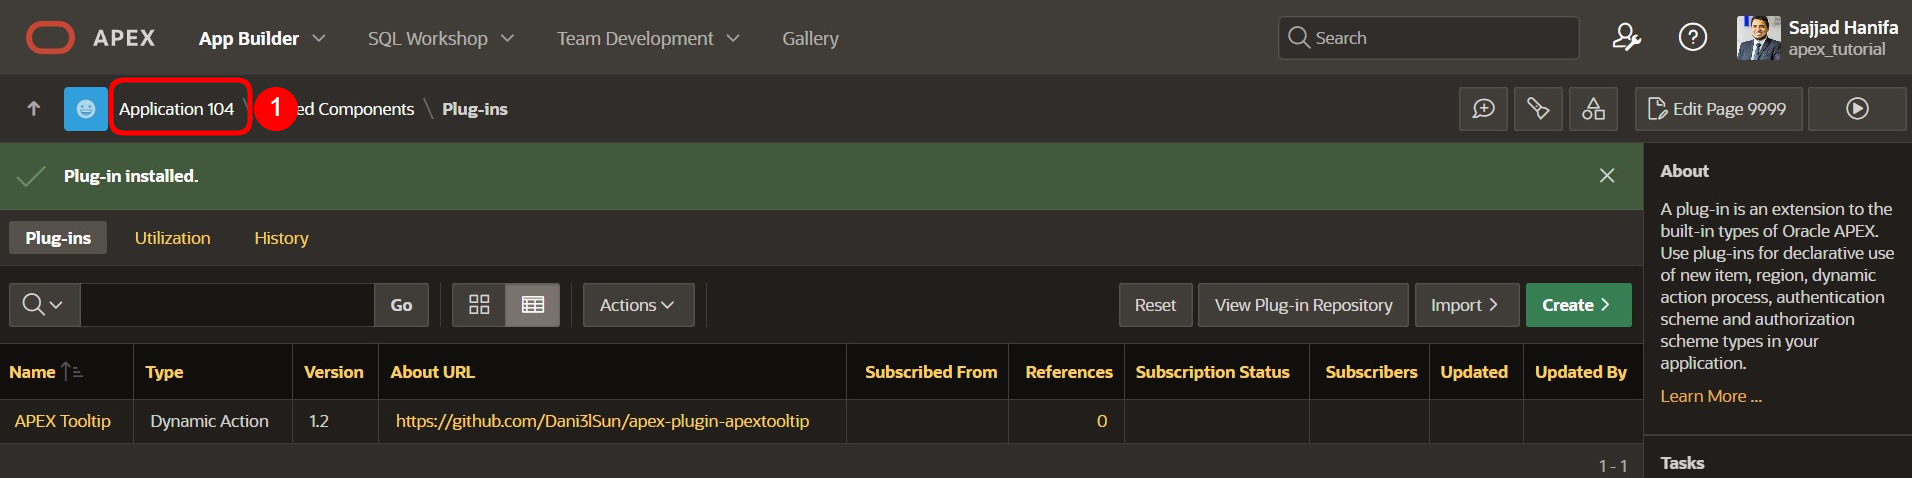 APEX App Builder SQL Workshop Team Development Gallery Search Sajjad Hanifa
apex_tutorial
Application 104 \ 1 ed Components \ Plug-ins Edit Page 9999
Plug-in installed.
Plug-ins Utilization History
Go Actions Reset View Plug-in Repository Import Create
Name Type Version About URL Subscribed From References Subscription Status Subscribers Updated Updated By
APEX Tooltip Dynamic Action 1.2 https://github.com/Dani3lSun/apex-plugin-apextooltip 0
1 - 1
About
A plug-in is an extension to the
built-in types of Oracle APEX.
Use plug-ins for declarative use
of new item, region, dynamic
action process, authentication
scheme and authorization
scheme types in your
application.
Learn More ...
Tasks